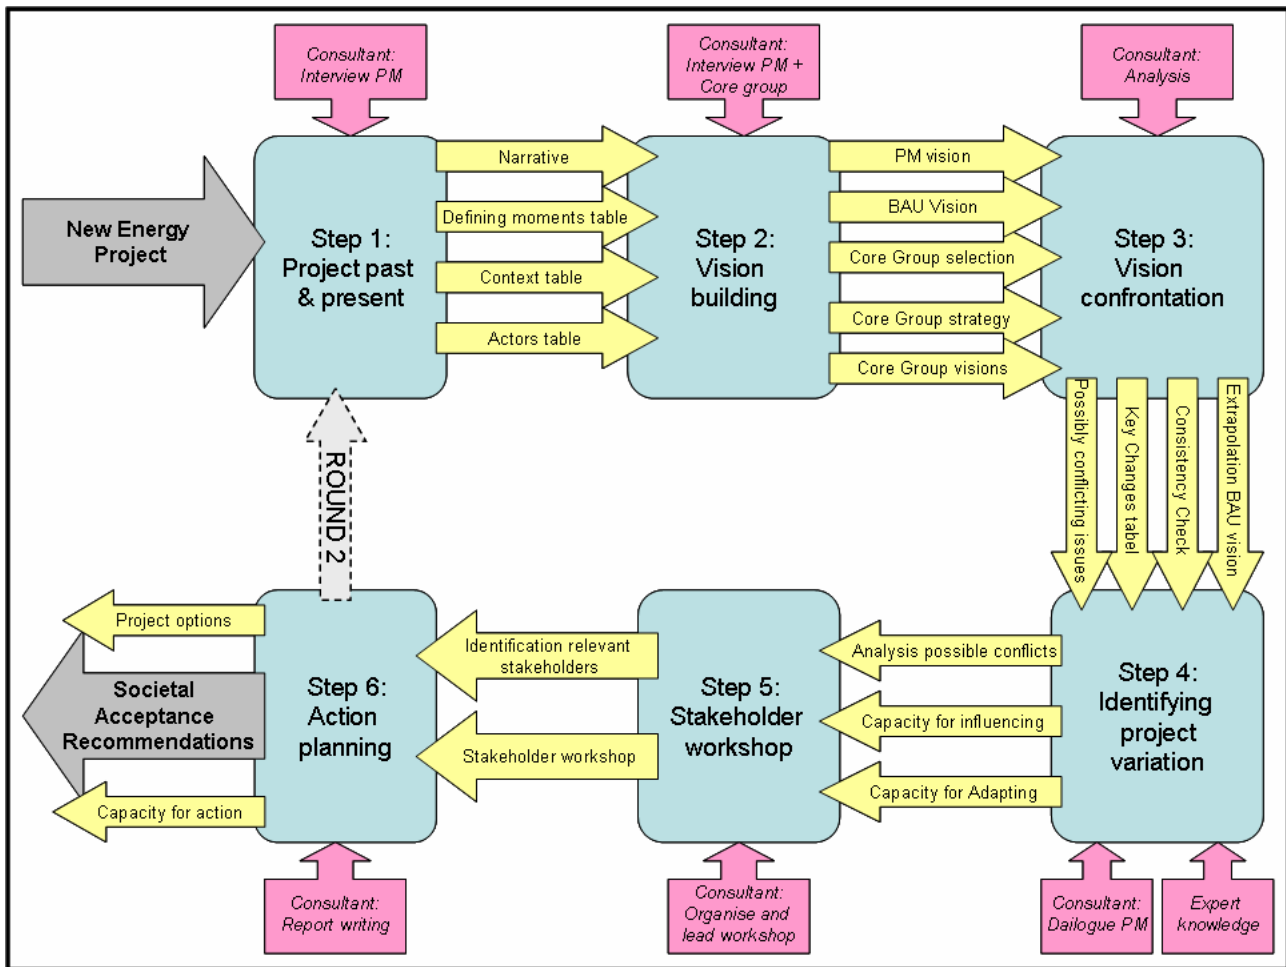 Consultant:
Interview PM
Consultant:
Interview PM +
Core group
Consultant:
Analysis
New Energy
Project
Step 1:
Project past
& present
Narrative
Defining moments table
Context table
Actors table
Step 2:
Vision
building
PM vision
BAU Vision
Core Group selection
Core Group strategy
Core Group visions
Step 3:
Vision
confrontation
Possibly conflicting issues
Key Changes tabel
Consistency Check
Extrapolation BAU vision
ROUND 2
Step 4:
Identifying
project
variation
Analysis possible conflicts
Capacity for influencing
Capacity for Adapting
Step 5:
Stakeholder
workshop
Identification relevant
stakeholders
Stakeholder workshop
Step 6:
Action
planning
Project options
Societal
Acceptance
Recommendations
Capacity for action
Consultant:
Report writing
Consultant:
Organise and
lead workshop
Consultant:
Dailogue PM
Expert
knowledge